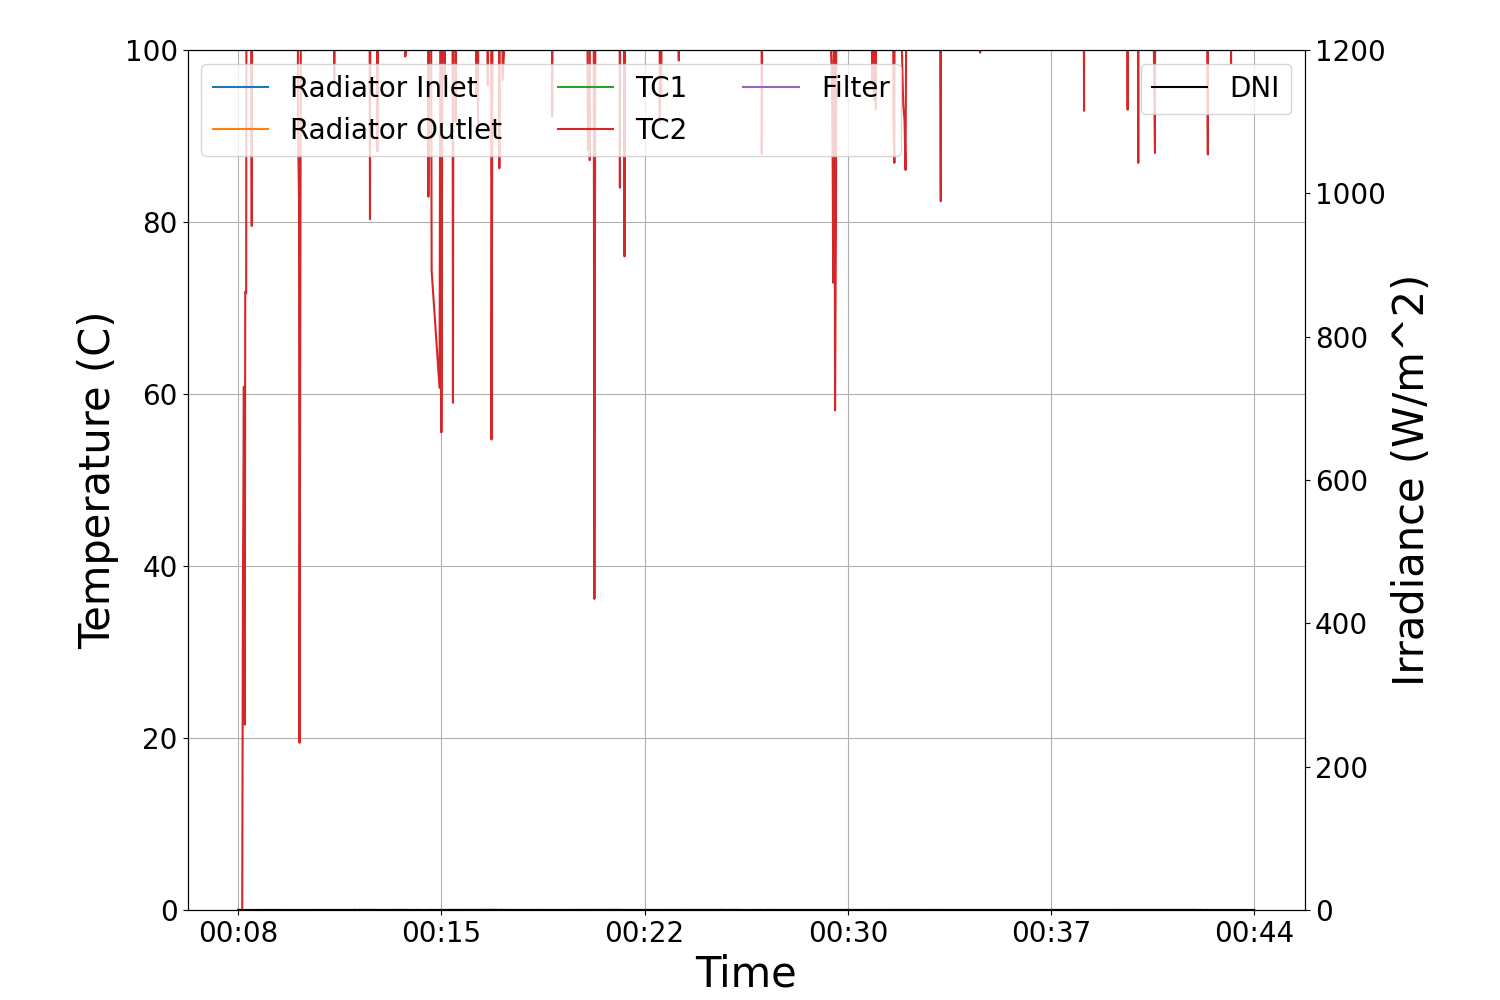 100
80
60
40
20
0
Temperature (C)
Radiator Inlet
Radiator Outlet
TC1
TC2
Filter
DNI
1200
1000
800
600
400
200
0
Irradiance (W/m^2)
00:08 00:15 00:22 00:30 00:37 00:44
Time